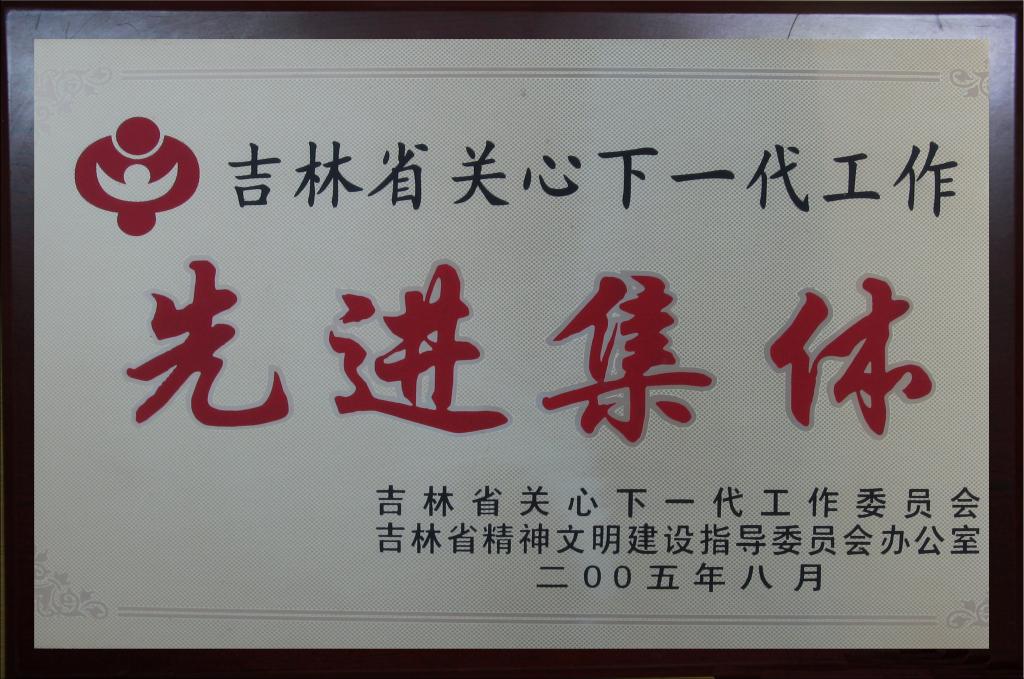 吉林省关心下一代工作
先进集体
吉林省关心下一代工作委员会
吉林省精神文明建设指导委员会办公室
二00五年八月